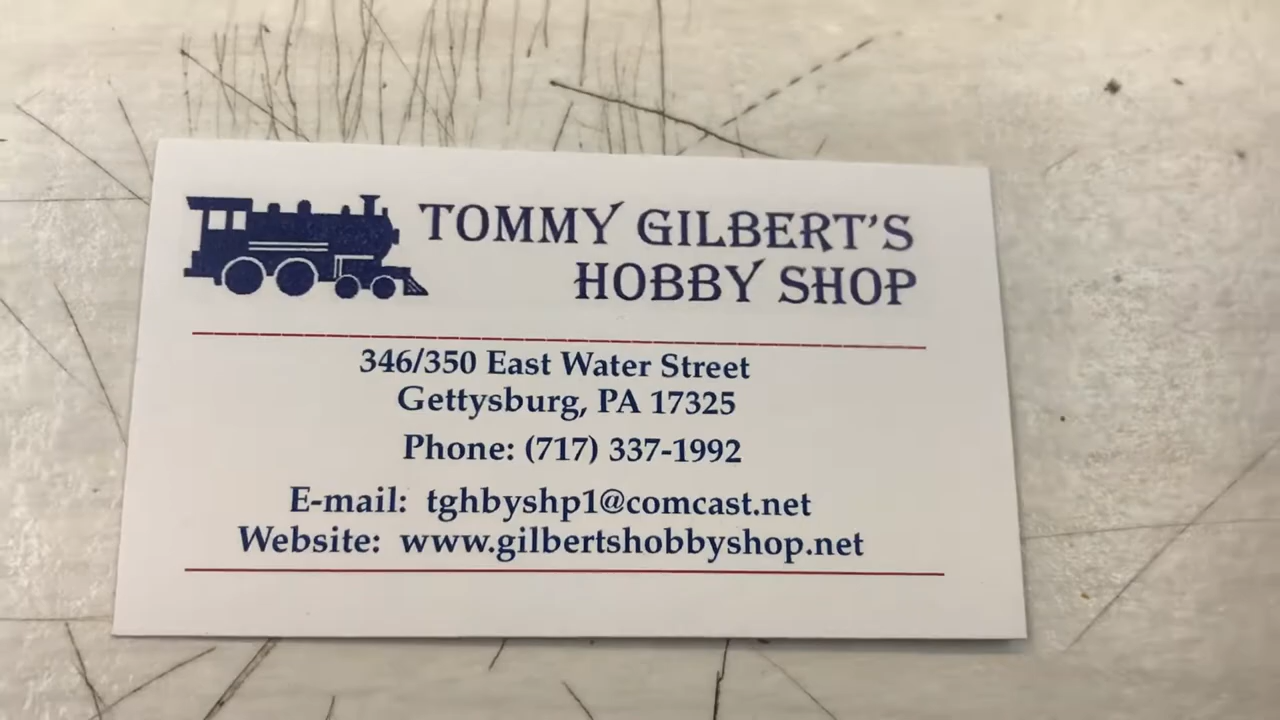 TOMMY GILBERT'S
HOBBY SHOP
346/350 East Water Street
Gettysburg, PA 17325
Phone: (717) 337-1992
E-mail: tghbyshp1@comcast.net
Website: www.gilbertshobbyshop.net